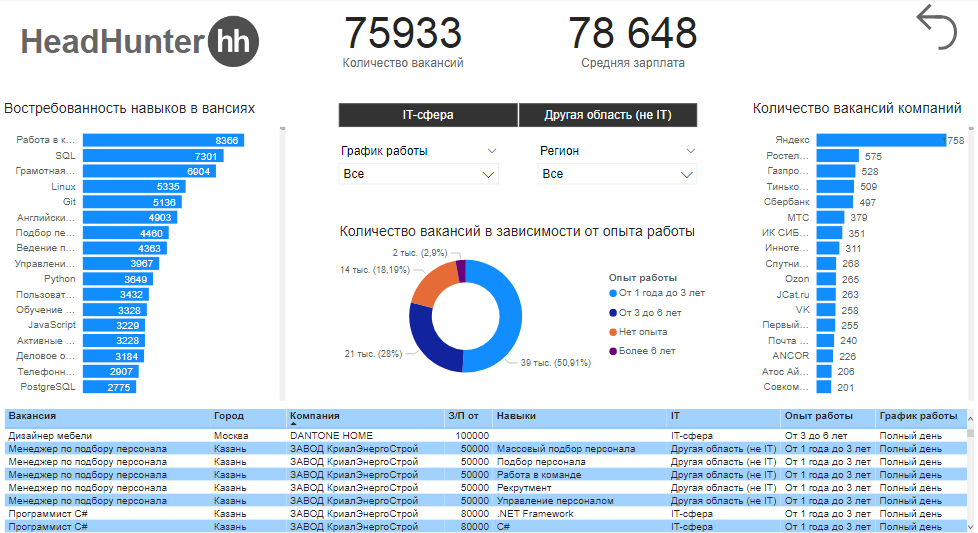 HeadHunter hh
75933
Количество вакансий
78 648
Средняя зарплата
Востребованность навыков в вансиях
Работа в к... 8366
SQL 7301
Грамотная... 6904
Linux 5335
Git 5136
Английски... 4903
Подбор пе... 4460
Ведение п... 4363
Управлени... 3967
Python 3649
Пользоват... 3432
Обучение ... 3328
JavaScript 3229
Активные ... 3228
Деловое о... 3184
Телефонн... 2907
PostgreSQL 2775
IT-сфера
Другая область (не IT)
График работы
Все
Регион
Все
Количество вакансий в зависимости от опыта работы
2 тыс. (2,9%)
14 тыс. (18,19%)
21 тыс. (28%)
39 тыс. (50,91%)
Опыт работы
От 1 года до 3 лет
От 3 до 6 лет
Нет опыта
Более 6 лет
Количество вакансий компаний
Яндекс 758
Ростел... 575
Газпро... 528
Тинько... 509
Сбербанк 497
МТС 379
ИК СИБ... 351
Инноте... 311
Спутни... 268
Ozon 265
JCat.ru 263
VK 258
Первый... 255
Почта ... 240
ANCOR 226
Атос Ай... 206
Совком... 201
Вакансия Город Компания З/П от Навыки IT Опыт работы График работы
Дизайнер мебели Москва DANTONE HOME 100000 IT-сфера От 3 до 6 лет Полный день
Менеджер по подбору персонала Казань ЗАВОД КриалЭнергоСтрой 50000 Массовый подбор персонала Другая область (не IT) От 1 года до 3 лет Полный день
Менеджер по подбору персонала Казань ЗАВОД КриалЭнергоСтрой 50000 Подбор персонала Другая область (не IT) От 1 года до 3 лет Полный день
Менеджер по подбору персонала Казань ЗАВОД КриалЭнергоСтрой 50000 Работа в команде Другая область (не IT) От 1 года до 3 лет Полный день
Менеджер по подбору персонала Казань ЗАВОД КриалЭнергоСтрой 50000 Рекрутмент Другая область (не IT) От 1 года до 3 лет Полный день
Менеджер по подбору персонала Казань ЗАВОД КриалЭнергоСтрой 50000 Управление персоналом Другая область (не IT) От 1 года до 3 лет Полный день
Программист C# Казань ЗАВОД КриалЭнергоСтрой 80000 .NET Framework IT-сфера От 1 года до 3 лет Полный день
Программист C# Казань ЗАВОД КриалЭнергоСтрой 80000 C# IT-сфера От 1 года до 3 лет Полный день